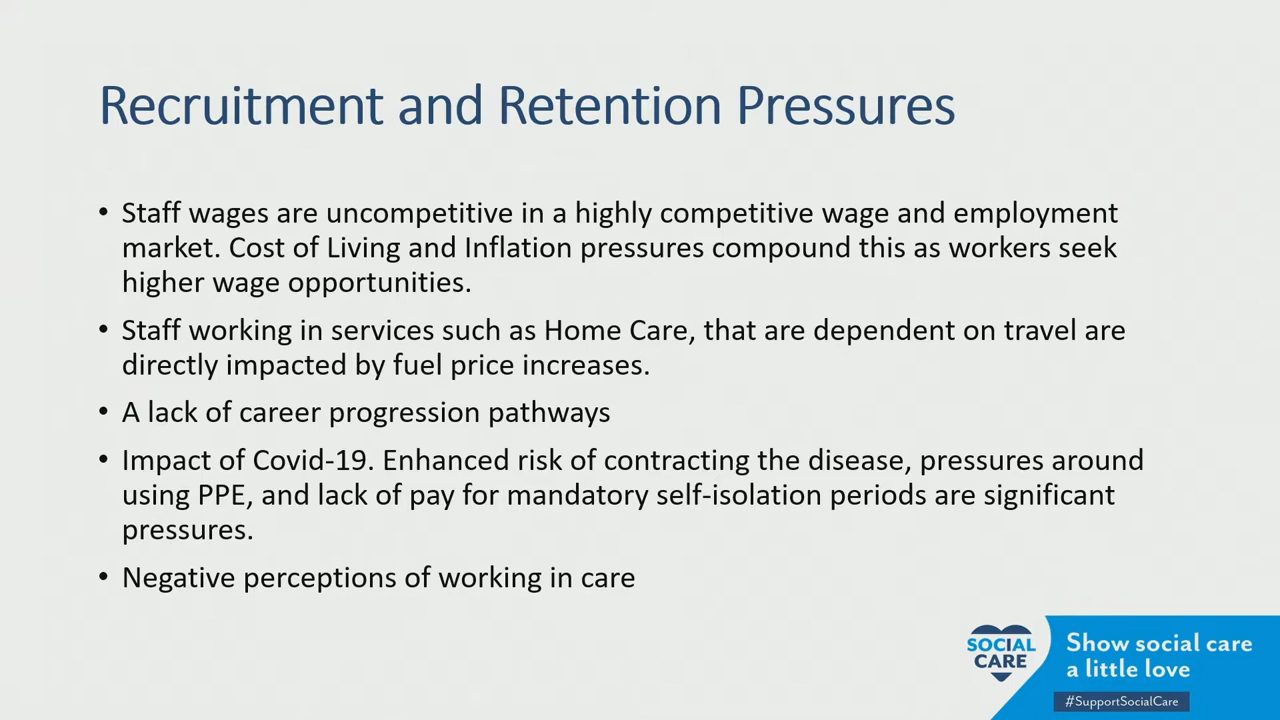 Recruitment and Retention Pressures
• Staff wages are uncompetitive in a highly competitive wage and employment
market. Cost of Living and Inflation pressures compound this as workers seek
higher wage opportunities.
• Staff working in services such as Home Care, that are dependent on travel are
directly impacted by fuel price increases.
• A lack of career progression pathways
• Impact of Covid-19. Enhanced risk of contracting the disease, pressures around
using PPE, and lack of pay for mandatory self-isolation periods are significant
pressures.
• Negative perceptions of working in care
SOCIAL
CARE
Show social care
a little love
#SupportSocialCare